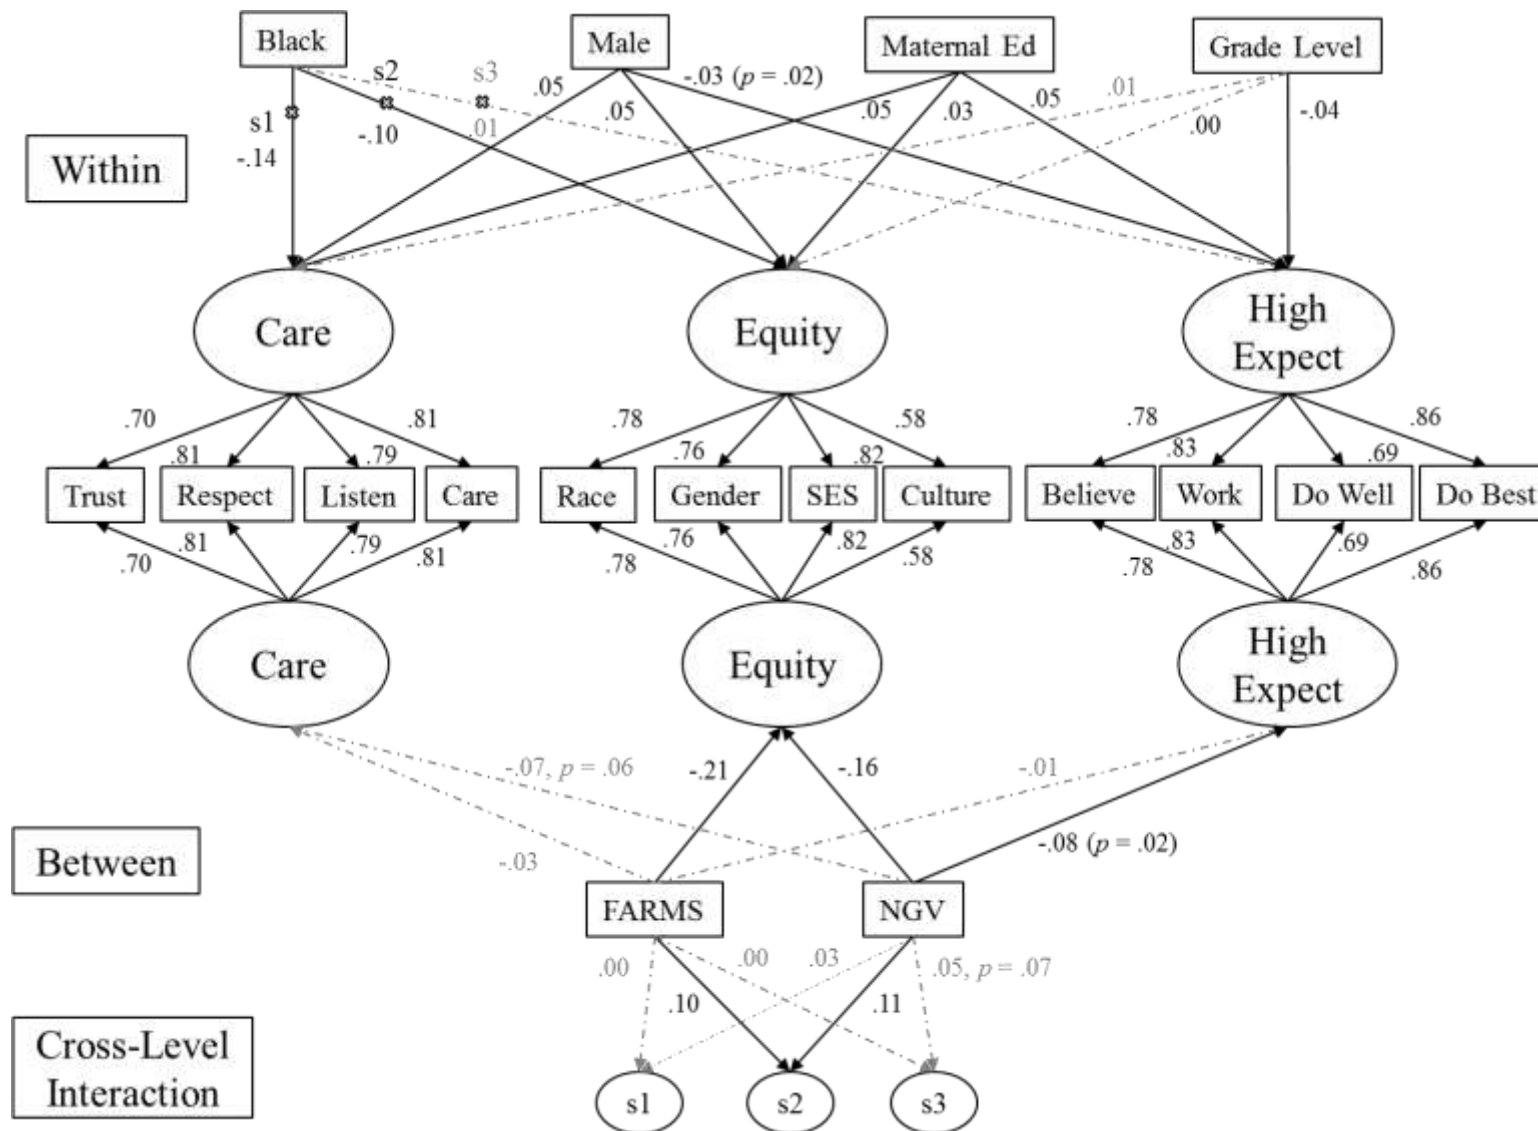 Black
Male
Maternal Ed
Grade Level
s2
s3
.05
-.03 (p = .02)
.05
.01
s1
-.10
.01
.05
.05
.03
.00
-.04
-.14
Within
Care
Equity
High
Expect
.70
.81
.78
.58
.78
.86
.81
.79
.76
.82
.83
.69
Trust
Respect
Listen
Care
Race
Gender
SES
Culture
Believe
Work
Do Well
Do Best
.81
.79
.76
.82
.83
.69
.70
.81
.78
.58
.78
.86
Care
Equity
High
Expect
-.07, p = .06
-.21
-.16
-.01
-.03
-.08 (p = .02)
Between
FARMS
NGV
.00
.00
.03
.05, p = .07
.10
.11
Cross-Level
Interaction
s1
s2
s3